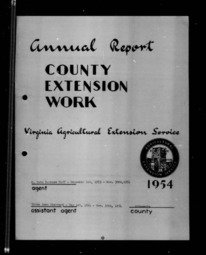 Annual Report
COUNTY
EXTENSION
WORK
Virginia Agricultural Extension Service
agent
1954
assistant agent county